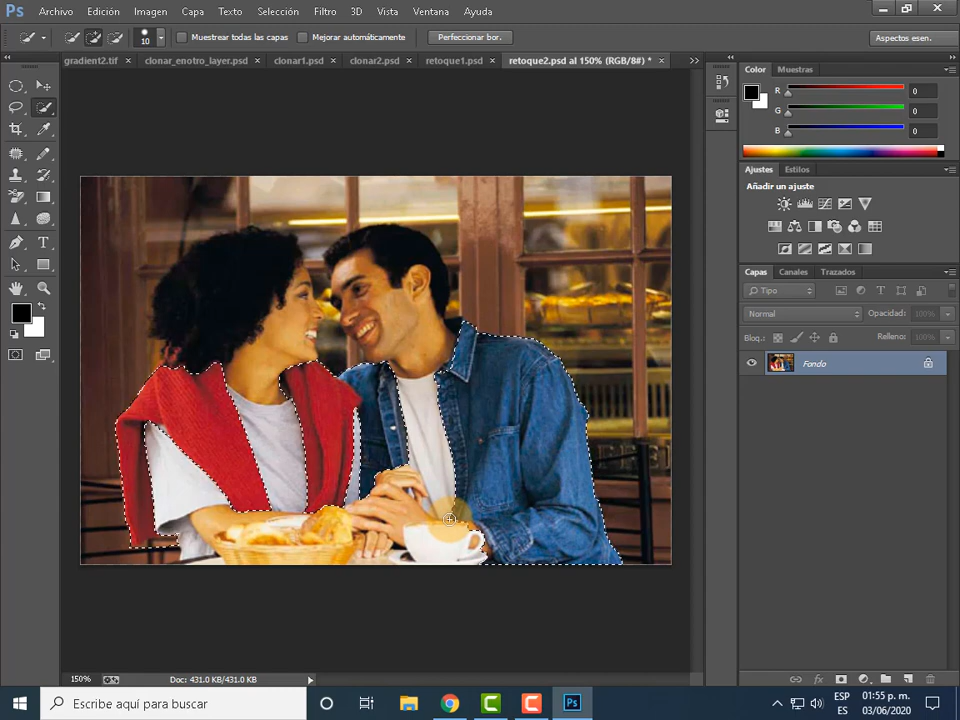 Ps Archivo Edición Imagen Capa Texto Selección Filtro 3D Vista Ventana Ayuda
10 Muestrear todas las capas Mejorar automáticamente Perfeccionar bor. Aspectos esen.
gradient2.tif × clonar_enotro_layer.psd × clonar1.psd × clonar2.psd × retoque1.psd × retoque2.psd al 150% (RGB/8#) * ×
Color Muestras
R 0
G 0
B 0
Ajustes Estilos
Añadir un ajuste
Capas Canales Trazados
Tipo
Normal Opacidad: 100%
Bloq.: Relleno: 100%
Fondo
150% Doc: 431.0 KB/431.0 KB
Escribe aquí para buscar
Ps
ESP 01:55 p. m.
ES 03/06/2020